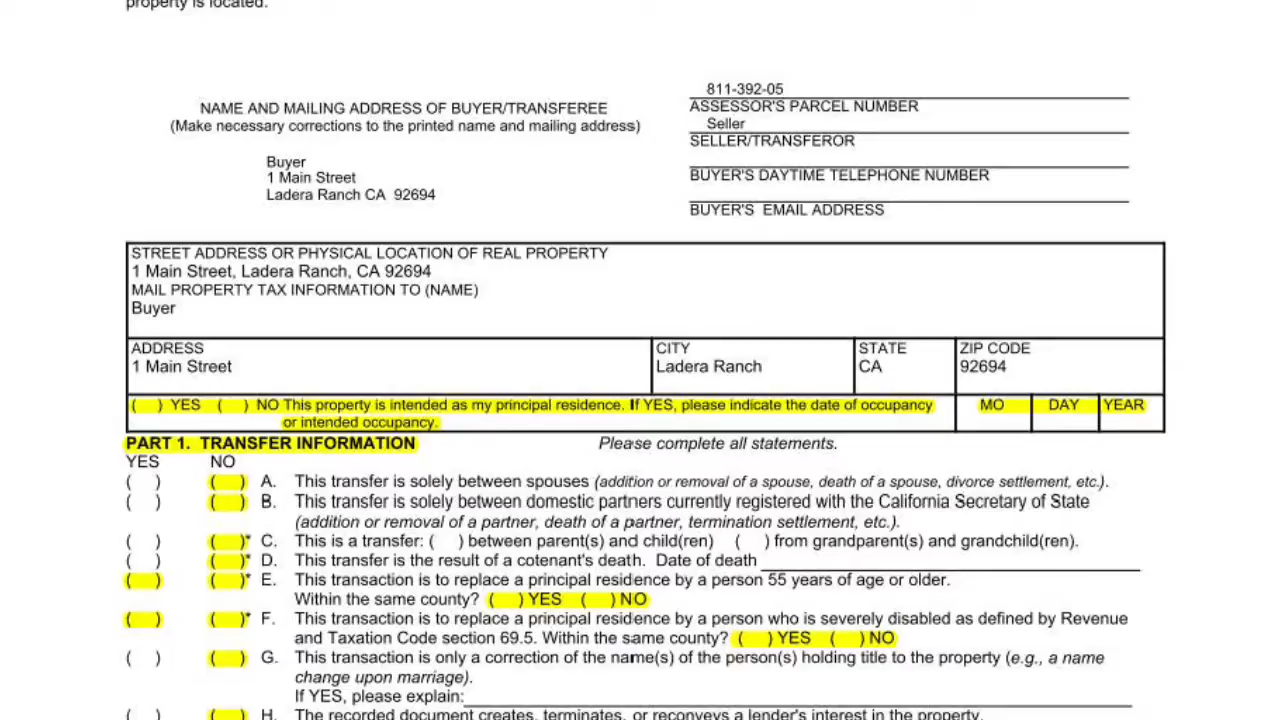 property is located.
NAME AND MAILING ADDRESS OF BUYER/TRANSFEREE
(Make necessary corrections to the printed name and mailing address)
Buyer
1 Main Street
Ladera Ranch CA 92694
811-392-05
ASSESSOR'S PARCEL NUMBER
Seller
SELLER/TRANSFEROR
BUYER'S DAYTIME TELEPHONE NUMBER
BUYER'S EMAIL ADDRESS
STREET ADDRESS OR PHYSICAL LOCATION OF REAL PROPERTY
1 Main Street, Ladera Ranch, CA 92694
MAIL PROPERTY TAX INFORMATION TO (NAME)
Buyer
ADDRESS CITY STATE ZIP CODE
1 Main Street Ladera Ranch CA 92694
( ) YES ( ) NO This property is intended as my principal residence. If YES, please indicate the date of occupancy MO DAY YEAR
or intended occupancy.
PART 1. TRANSFER INFORMATION Please complete all statements.
YES NO
( ) ( ) A. This transfer is solely between spouses (addition or removal of a spouse, death of a spouse, divorce settlement, etc.).
( ) ( ) B. This transfer is solely between domestic partners currently registered with the California Secretary of State
(addition or removal of a partner, death of a partner, termination settlement, etc.).
( ) ( )* C. This is a transfer: ( ) between parent(s) and child(ren) ( ) from grandparent(s) and grandchild(ren).
( ) ( )* D. This transfer is the result of a cotenant's death. Date of death
( ) ( )* E. This transaction is to replace a principal residence by a person 55 years of age or older.
Within the same county? ( ) YES ( ) NO
( ) ( )* F. This transaction is to replace a principal residence by a person who is severely disabled as defined by Revenue
and Taxation Code section 69.5. Within the same county? ( ) YES ( ) NO
( ) ( ) G. This transaction is only a correction of the name(s) of the person(s) holding title to the property (e.g., a name
change upon marriage).
If YES, please explain:
( ) ( ) H. The recorded document creates, terminates, or reconveys a lender's interest in the property.